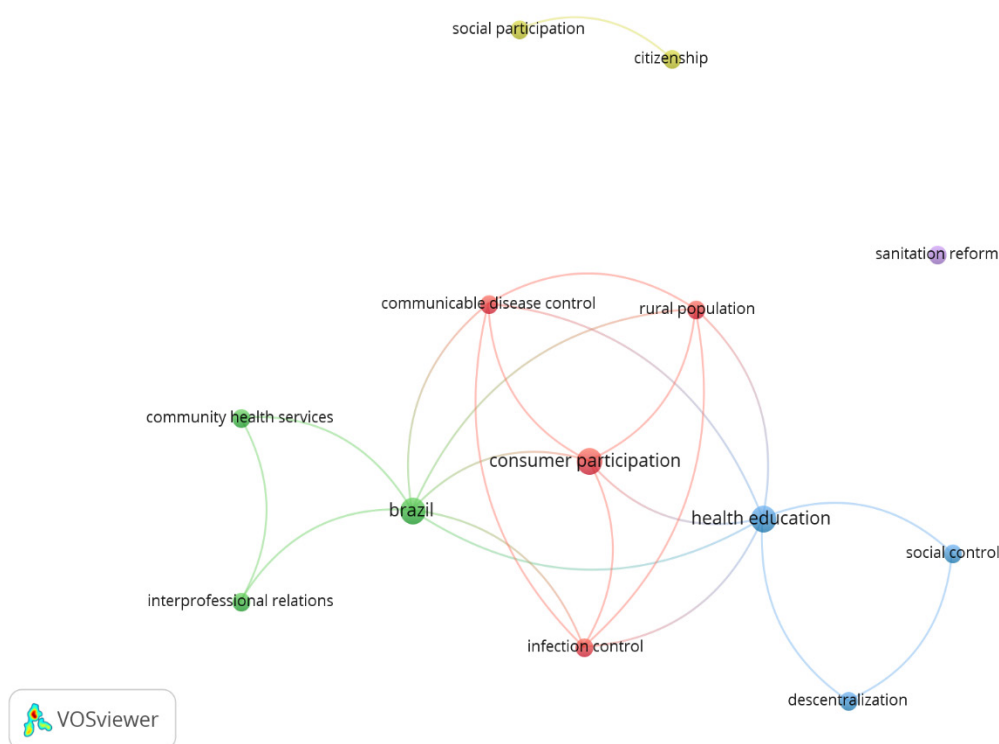 social participation
citizenship
sanitation reform
communicable disease control
rural population
community health services
consumer participation
brazil
health education
social control
interprofessional relations
infection control
descentralization
VOSviewer